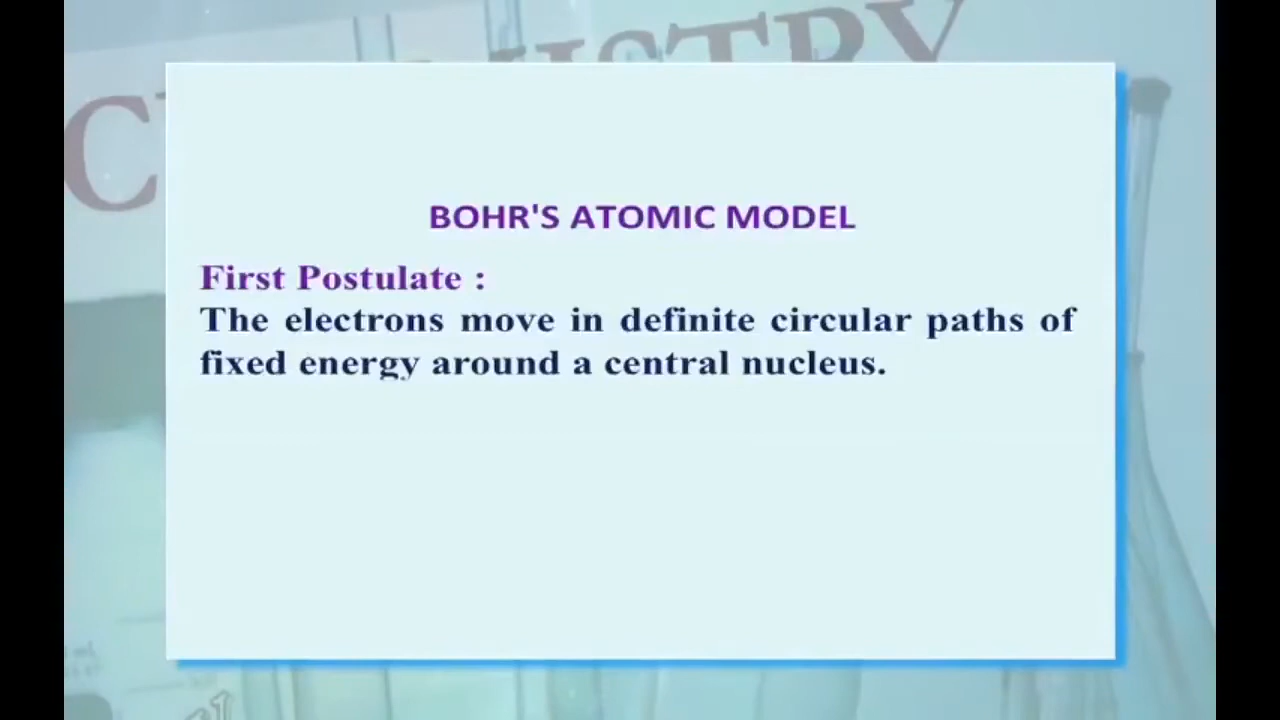 BOHR'S ATOMIC MODEL
First Postulate :
The electrons move in definite circular paths of
fixed energy around a central nucleus.